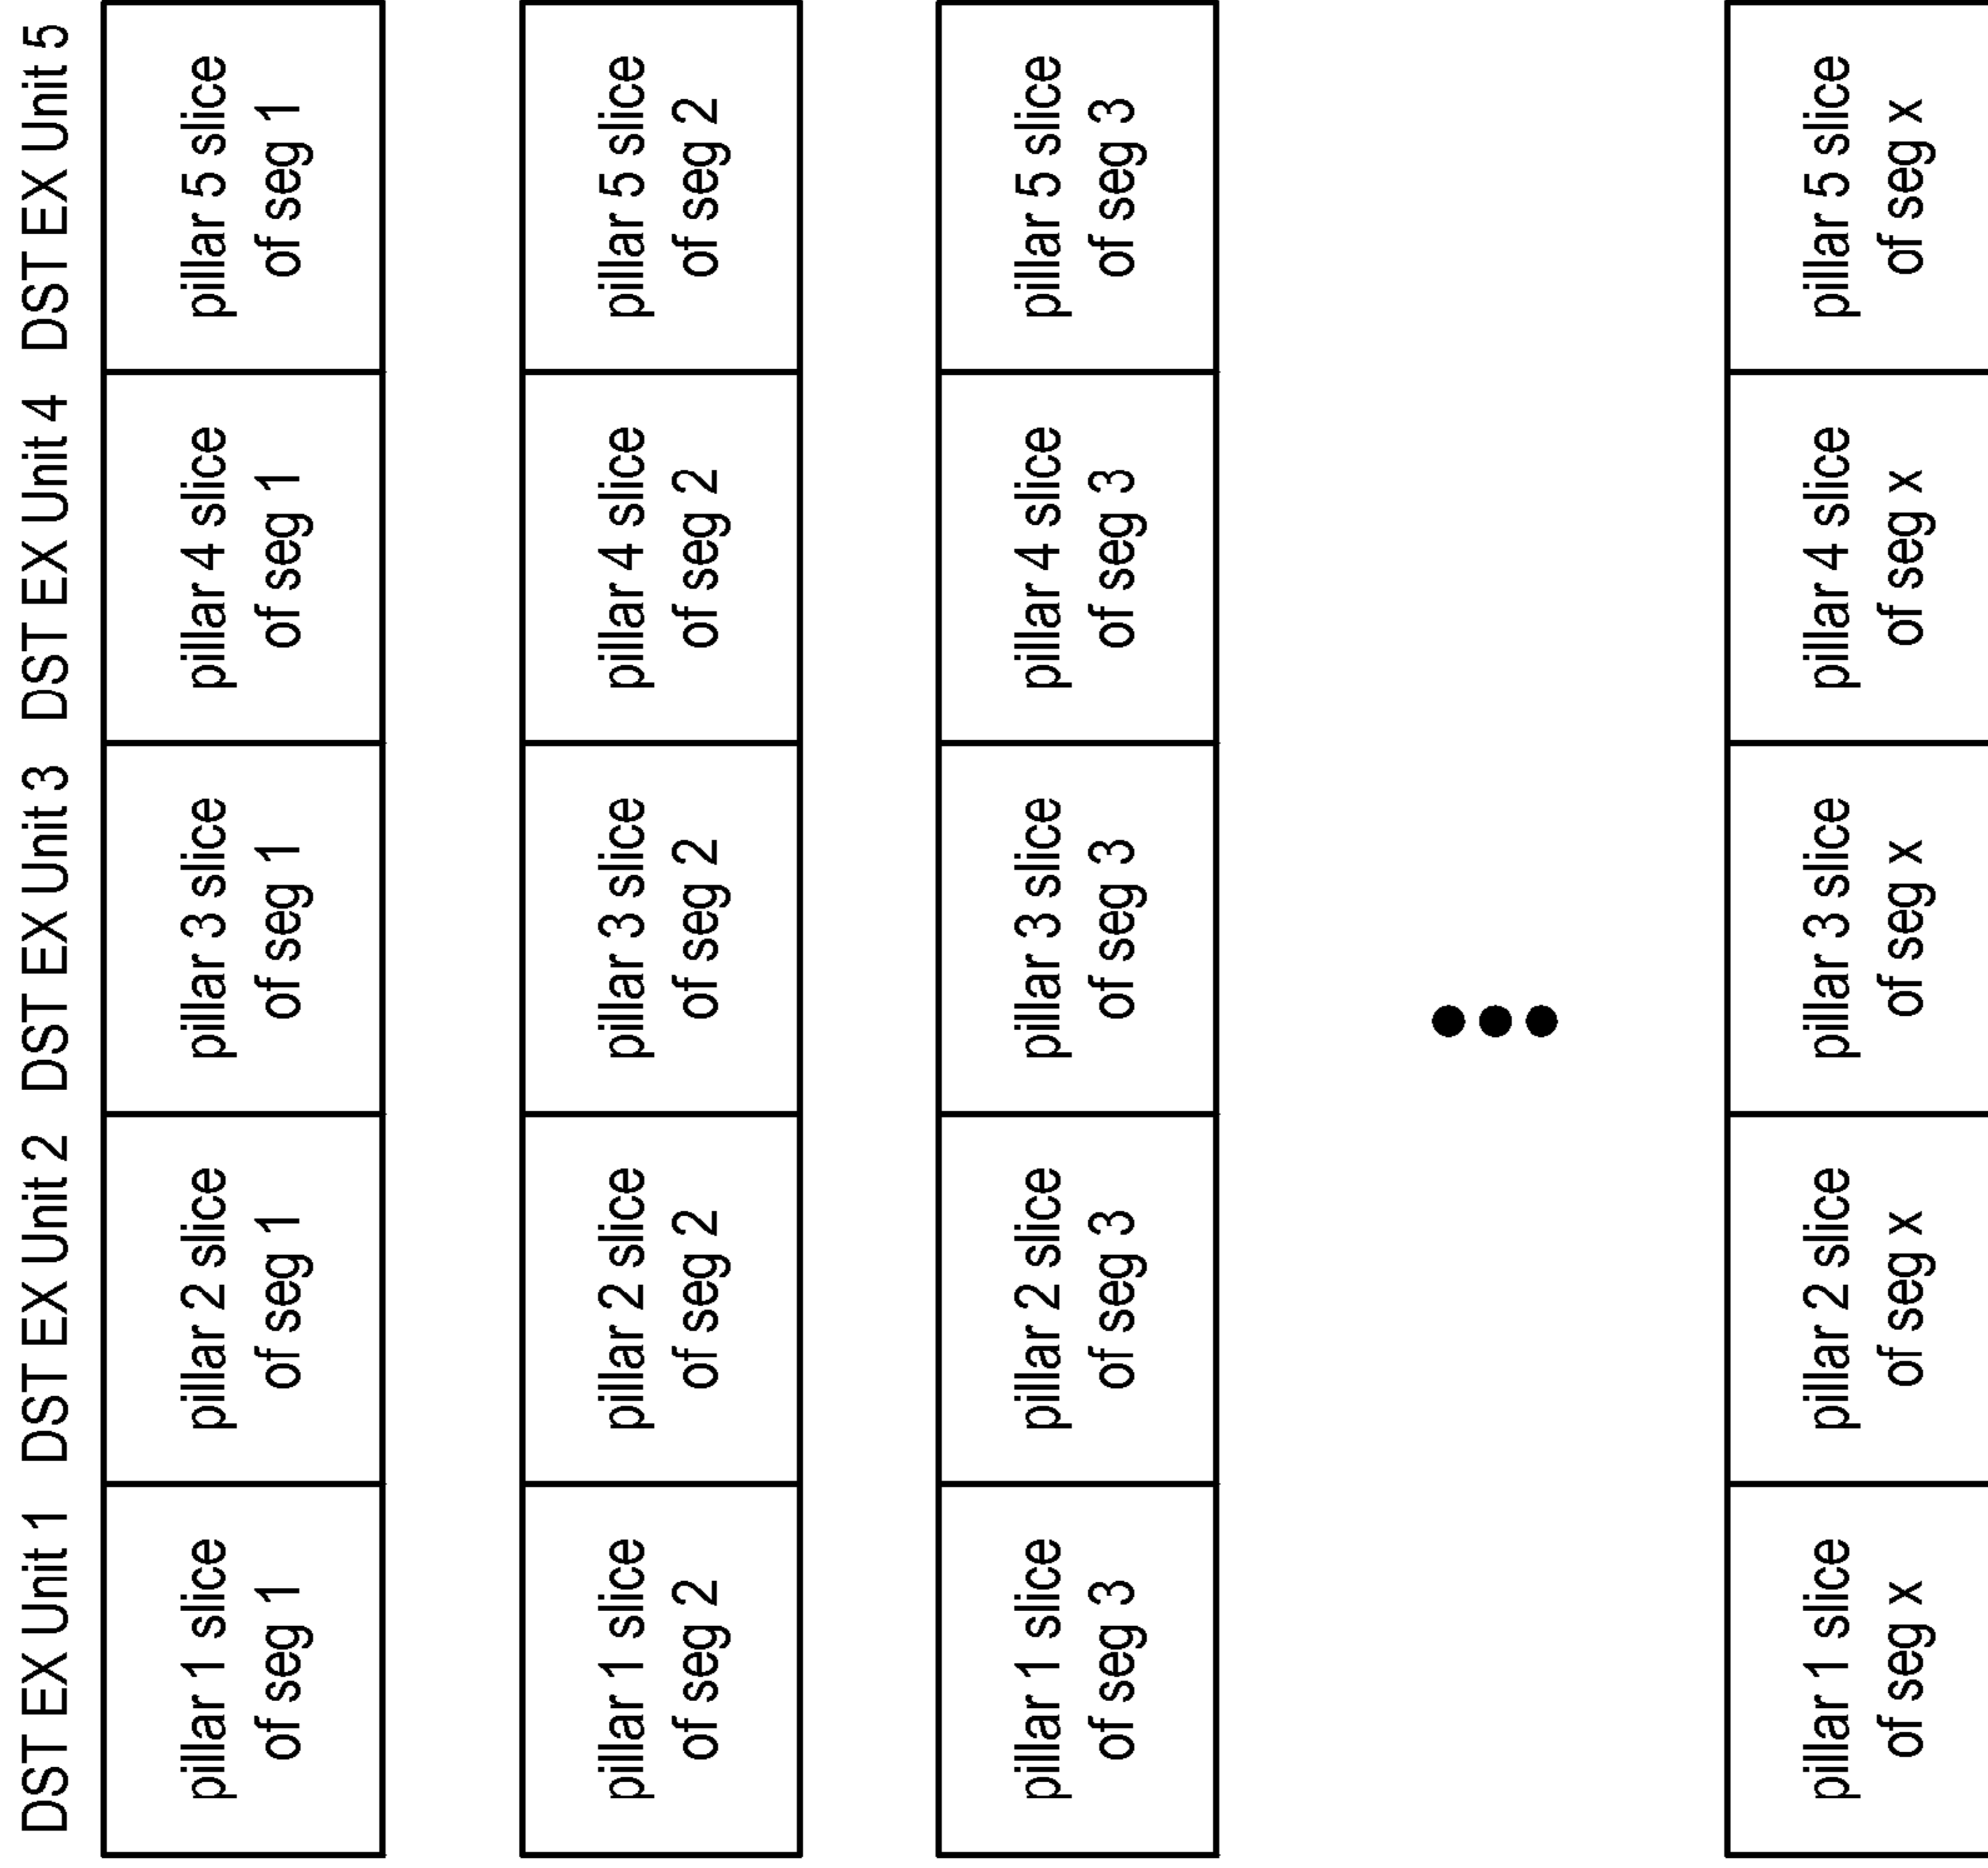 DST EX Unit 1 DST EX Unit 2 DST EX Unit 3 DST EX Unit 4 DST EX Unit 5
pillar 1 slice
of seg 1
pillar 2 slice
of seg 1
pillar 3 slice
of seg 1
pillar 4 slice
of seg 1
pillar 5 slice
of seg 1
pillar 1 slice
of seg 2
pillar 2 slice
of seg 2
pillar 3 slice
of seg 2
pillar 4 slice
of seg 2
pillar 5 slice
of seg 2
pillar 1 slice
of seg 3
pillar 2 slice
of seg 3
pillar 3 slice
of seg 3
pillar 4 slice
of seg 3
pillar 5 slice
of seg 3
pillar 1 slice
of seg x
pillar 2 slice
of seg x
pillar 3 slice
of seg x
pillar 4 slice
of seg x
pillar 5 slice
of seg x